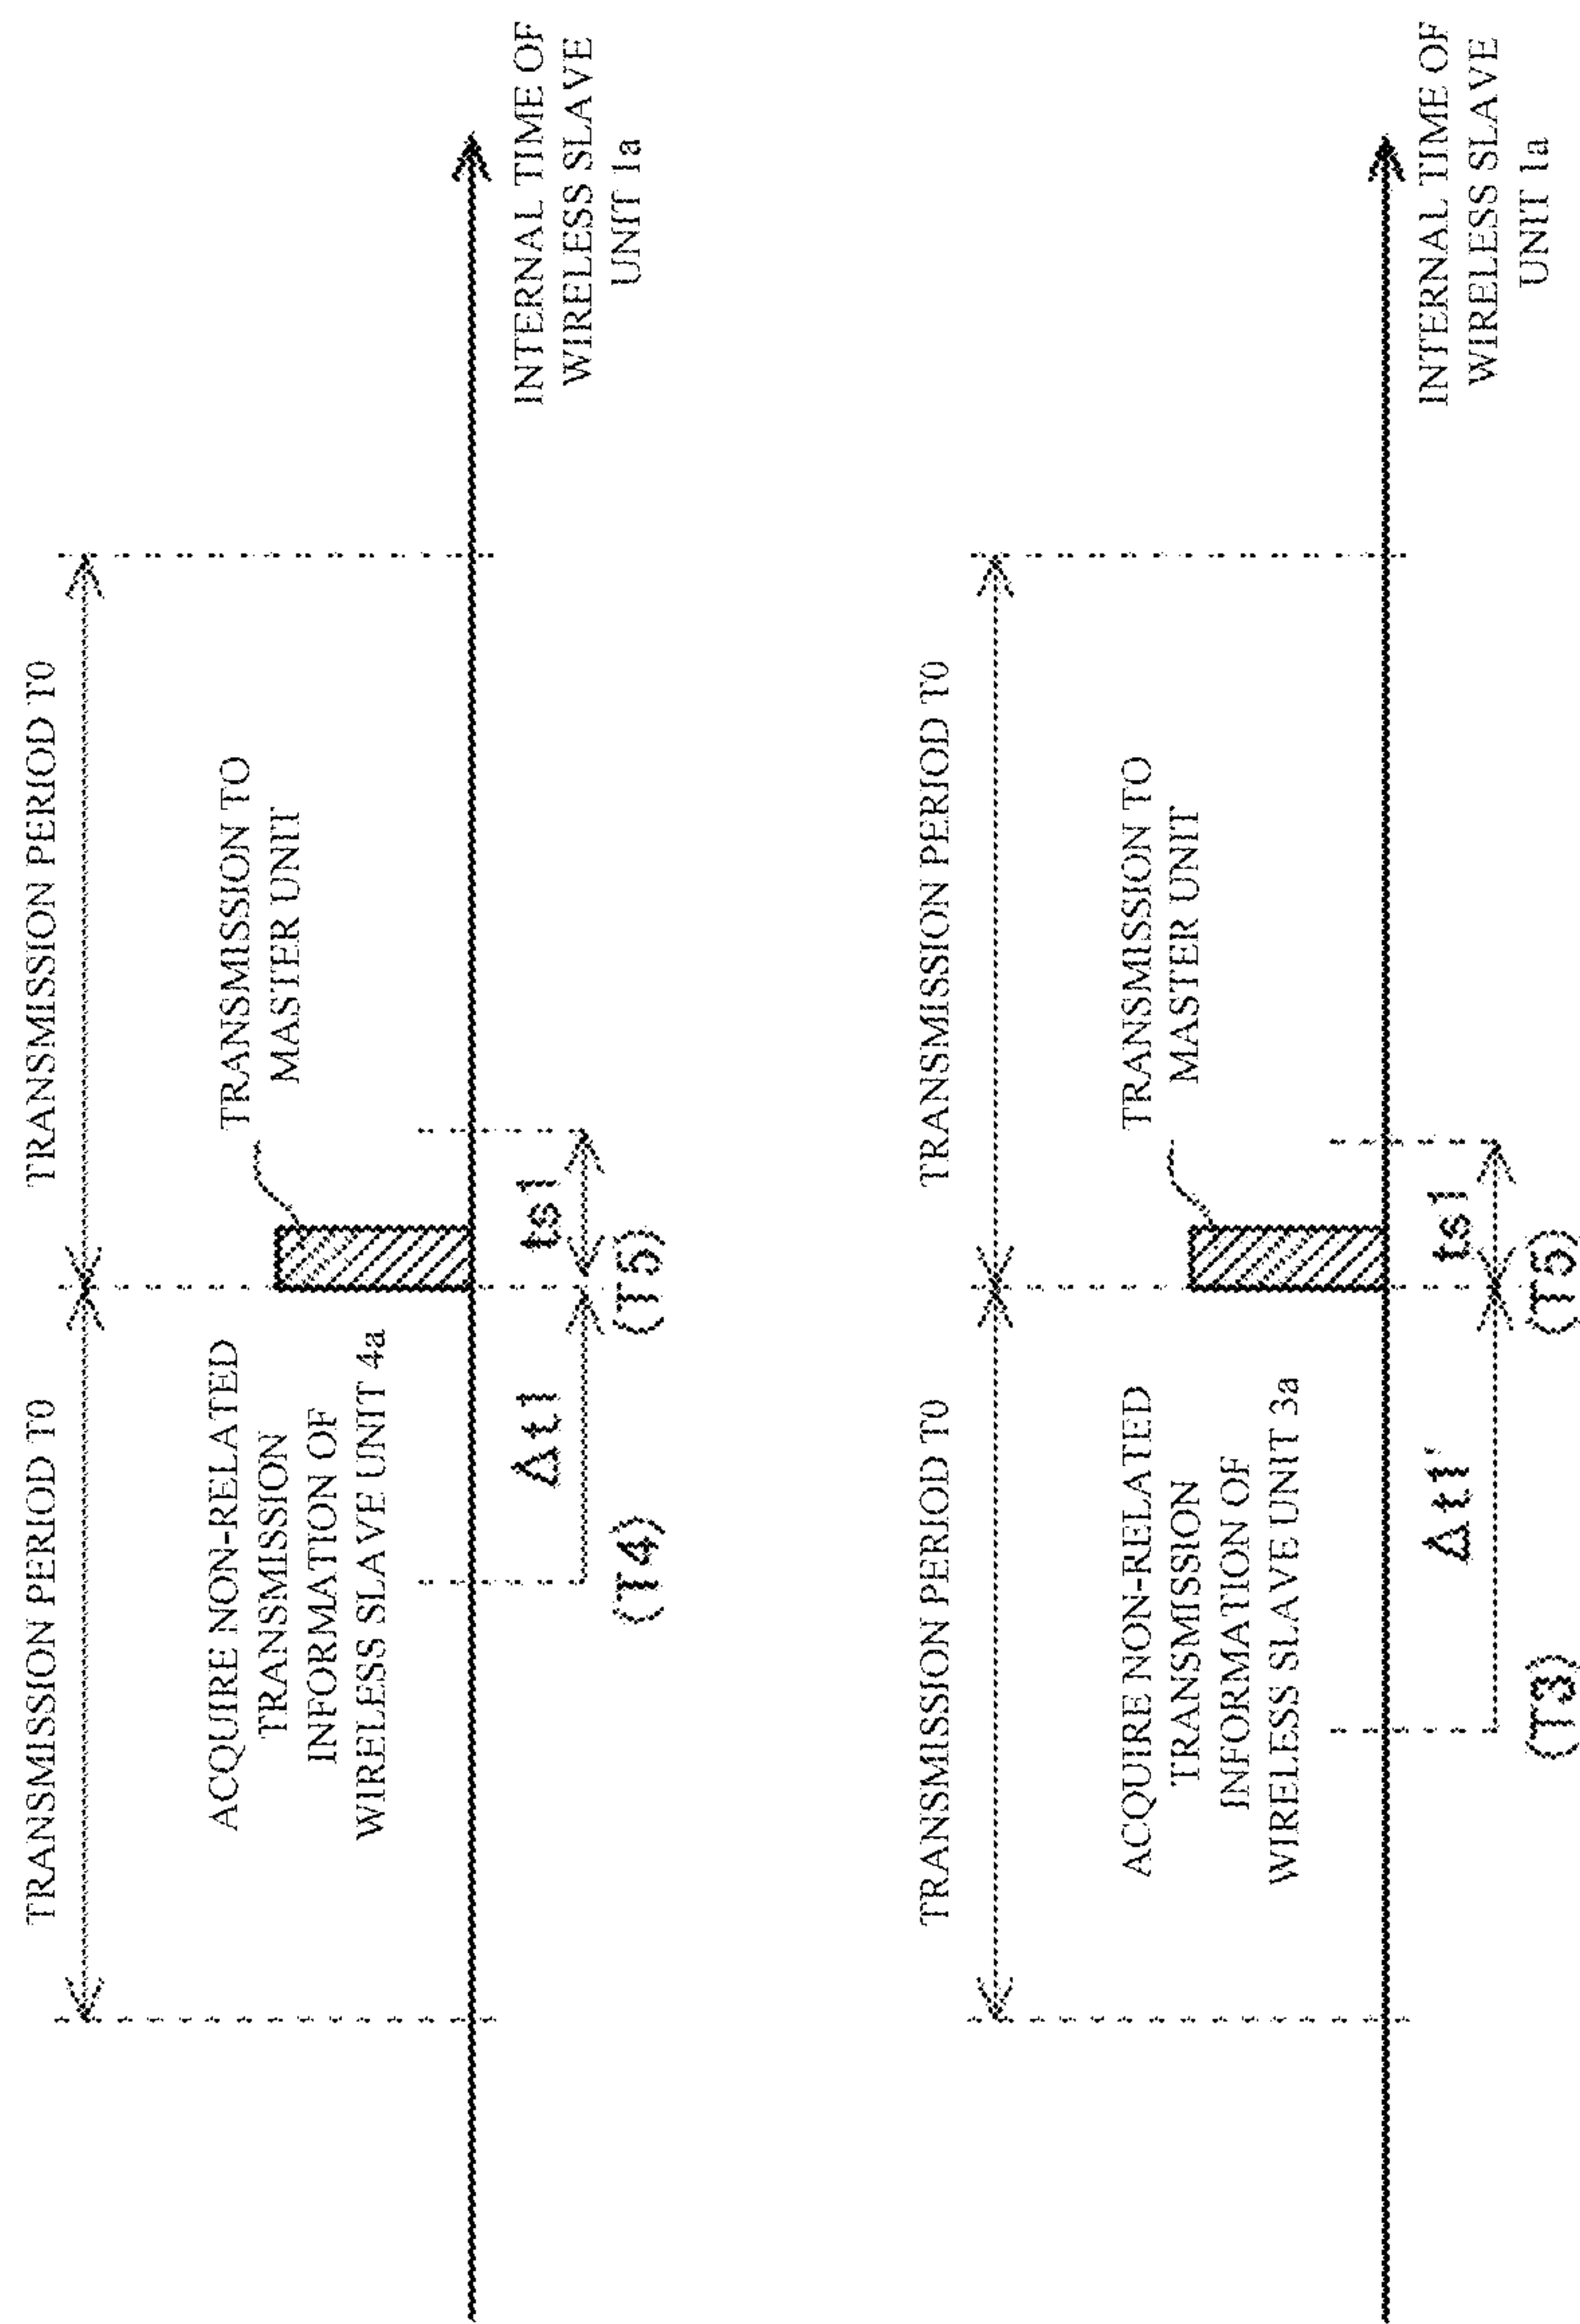 TRANSMISSION PERIOD T0
TRANSMISSION PERIOD T0
ACQUIRE NON-RELATED
TRANSMISSION
INFORMATION OF
WIRELESS SLAVE UNIT 4a
TRANSMISSION TO
MASTER UNIT
Δt1
ts1
(T4)
(T5)
INTERNAL TIME OF
WIRELESS SLAVE
UNIT 1a
TRANSMISSION PERIOD T0
TRANSMISSION PERIOD T0
ACQUIRE NON-RELATED
TRANSMISSION
INFORMATION OF
WIRELESS SLAVE UNIT 3a
TRANSMISSION TO
MASTER UNIT
Δt1'
ts1
(T3)
(T5)
INTERNAL TIME OF
WIRELESS SLAVE
UNIT 1a